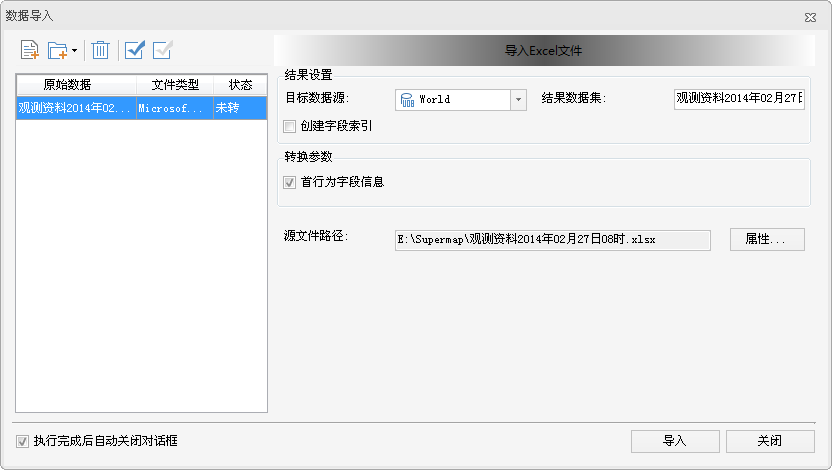 数据导入
导入Excel文件
原始数据 文件类型 状态
观测资料2014年02... Microsof... 未转
结果设置
目标数据源: World 结果数据集: 观测资料2014年02月27日
创建字段索引
转换参数
首行为字段信息
源文件路径: E:\Supermap\观测资料2014年02月27日08时.xlsx 属性...
执行完成后自动关闭对话框 导入 关闭